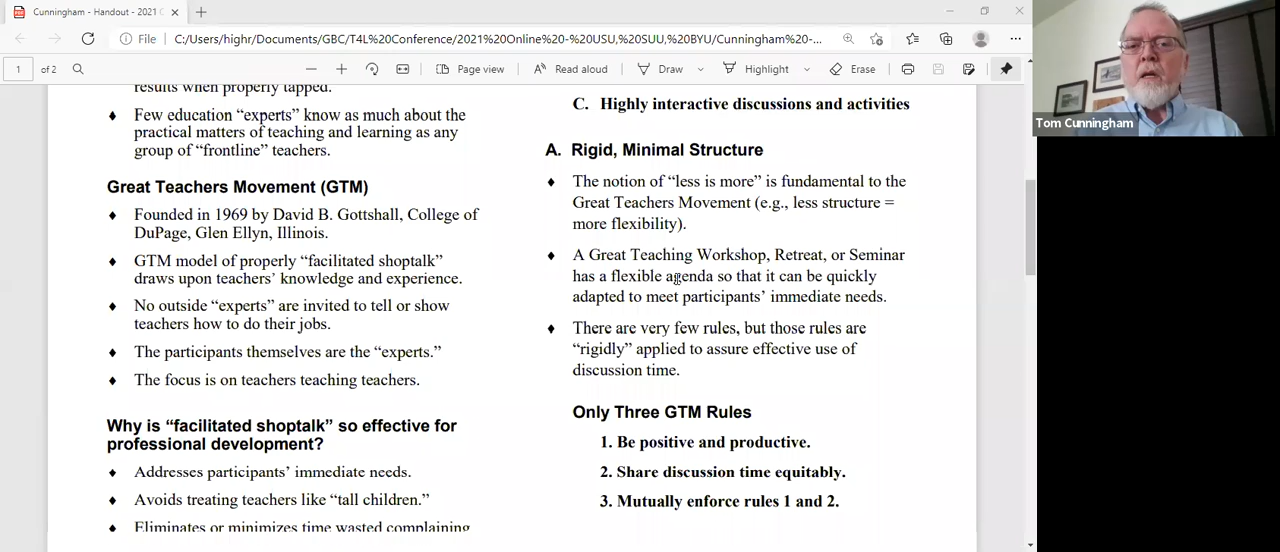 Cunningham - Handout - 2021 C
File
C:/Users/highr/Documents/GBC/T4L%20Conference/2021%20Online%20-%20USU,%20SUU,%20BYU/Cunningham%20-...
1
of 2
Page view
Read aloud
Draw
Highlight
Erase
Tom Cunningham
results when properly tapped.
♦ Few education “experts” know as much about the
practical matters of teaching and learning as any
group of “frontline” teachers.
Great Teachers Movement (GTM)
♦ Founded in 1969 by David B. Gottshall, College of
DuPage, Glen Ellyn, Illinois.
♦ GTM model of properly “facilitated shoptalk”
draws upon teachers’ knowledge and experience.
♦ No outside “experts” are invited to tell or show
teachers how to do their jobs.
♦ The participants themselves are the “experts.”
♦ The focus is on teachers teaching teachers.
Why is “facilitated shoptalk” so effective for
professional development?
♦ Addresses participants’ immediate needs.
♦ Avoids treating teachers like “tall children.”
♦ Eliminates or minimizes time wasted complaining
C. Highly interactive discussions and activities
A. Rigid, Minimal Structure
♦ The notion of “less is more” is fundamental to the
Great Teachers Movement (e.g., less structure =
more flexibility).
♦ A Great Teaching Workshop, Retreat, or Seminar
has a flexible agenda so that it can be quickly
adapted to meet participants’ immediate needs.
♦ There are very few rules, but those rules are
“rigidly” applied to assure effective use of
discussion time.
Only Three GTM Rules
1. Be positive and productive.
2. Share discussion time equitably.
3. Mutually enforce rules 1 and 2.